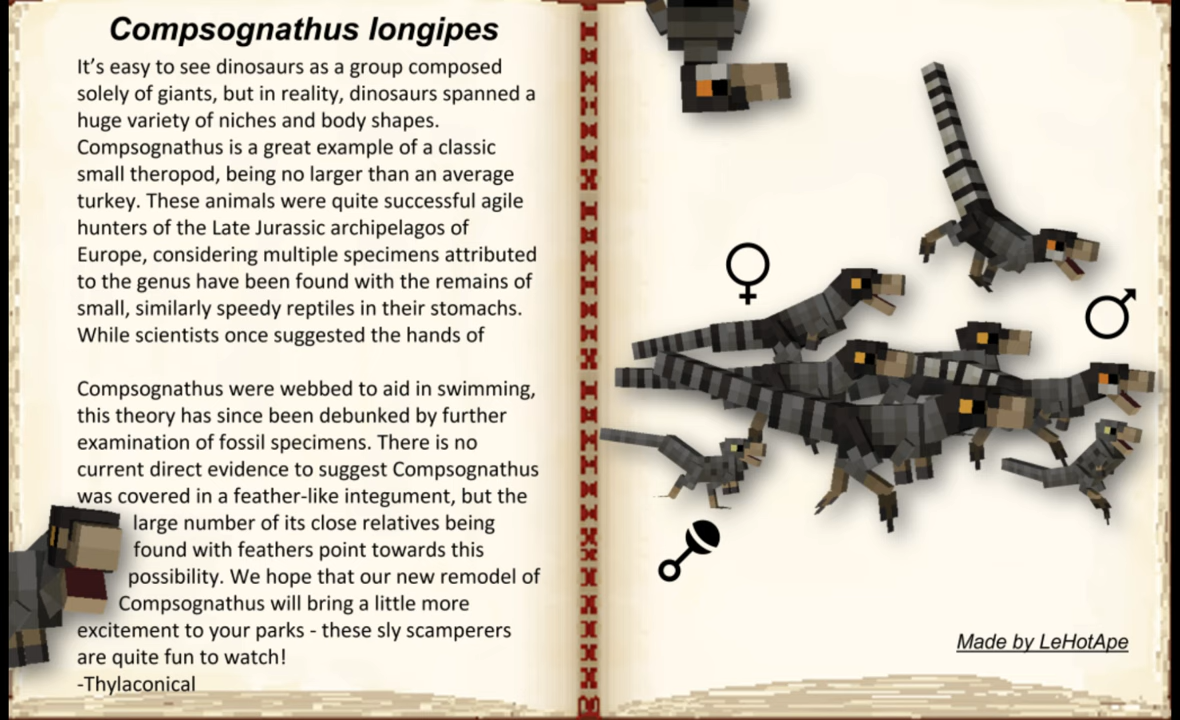 Compsognathus longipes
It’s easy to see dinosaurs as a group composed
solely of giants, but in reality, dinosaurs spanned a
huge variety of niches and body shapes.
Compsognathus is a great example of a classic
small theropod, being no larger than an average
turkey. These animals were quite successful agile
hunters of the Late Jurassic archipelagos of
Europe, considering multiple specimens attributed
to the genus have been found with the remains of
small, similarly speedy reptiles in their stomachs.
While scientists once suggested the hands of
Compsognathus were webbed to aid in swimming,
this theory has since been debunked by further
examination of fossil specimens. There is no
current direct evidence to suggest Compsognathus
was covered in a feather-like integument, but the
large number of its close relatives being
found with feathers point towards this
possibility. We hope that our new remodel of
Compsognathus will bring a little more
excitement to your parks - these sly scamperers
are quite fun to watch!
-Thylaconical
Made by LeHotApe